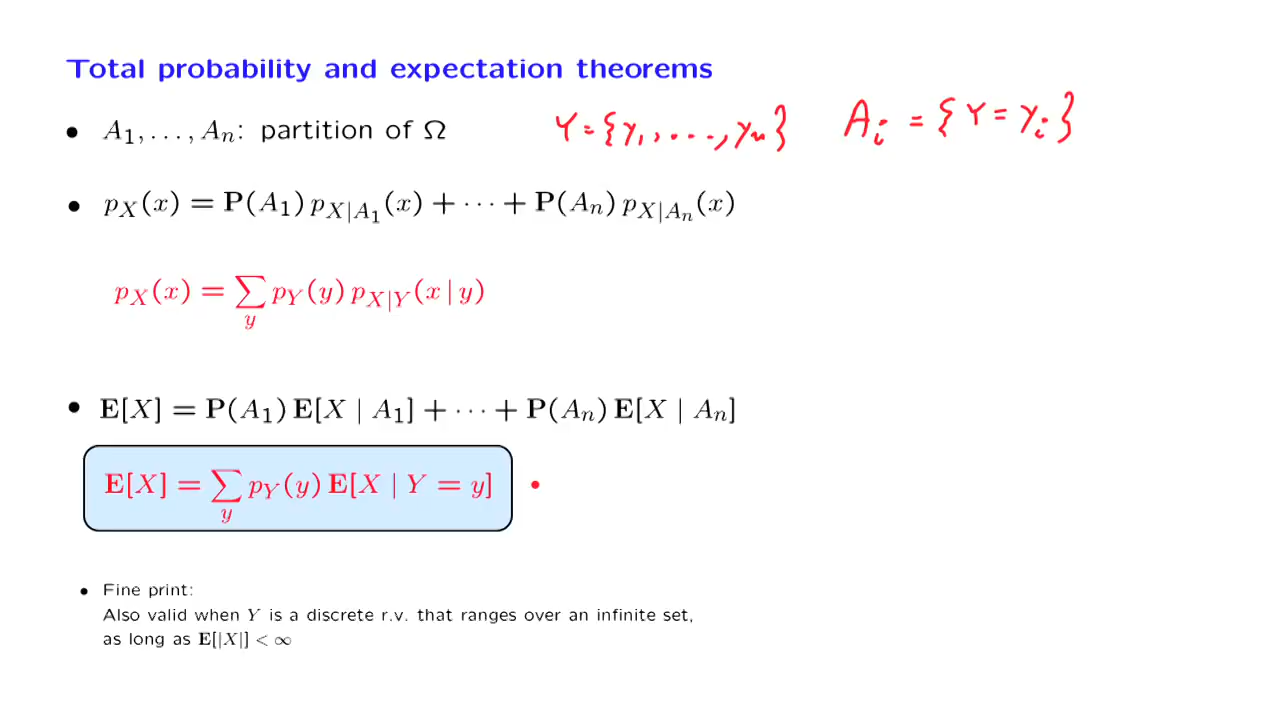 Total probability and expectation theorems
• A₁, . . . , Aₙ: partition of Ω Y = {y₁, . . . , yₙ} Aᵢ = {Y = yᵢ}
• p_X(x) = P(A₁) p_{X|A₁}(x) + · · · + P(Aₙ) p_{X|Aₙ}(x)
p_X(x) = ∑_y p_Y(y) p_{X|Y}(x | y)
• E[X] = P(A₁) E[X | A₁] + · · · + P(Aₙ) E[X | Aₙ]
E[X] = ∑_y p_Y(y) E[X | Y = y]
• Fine print:
Also valid when Y is a discrete r.v. that ranges over an infinite set,
as long as E[|X|] < ∞